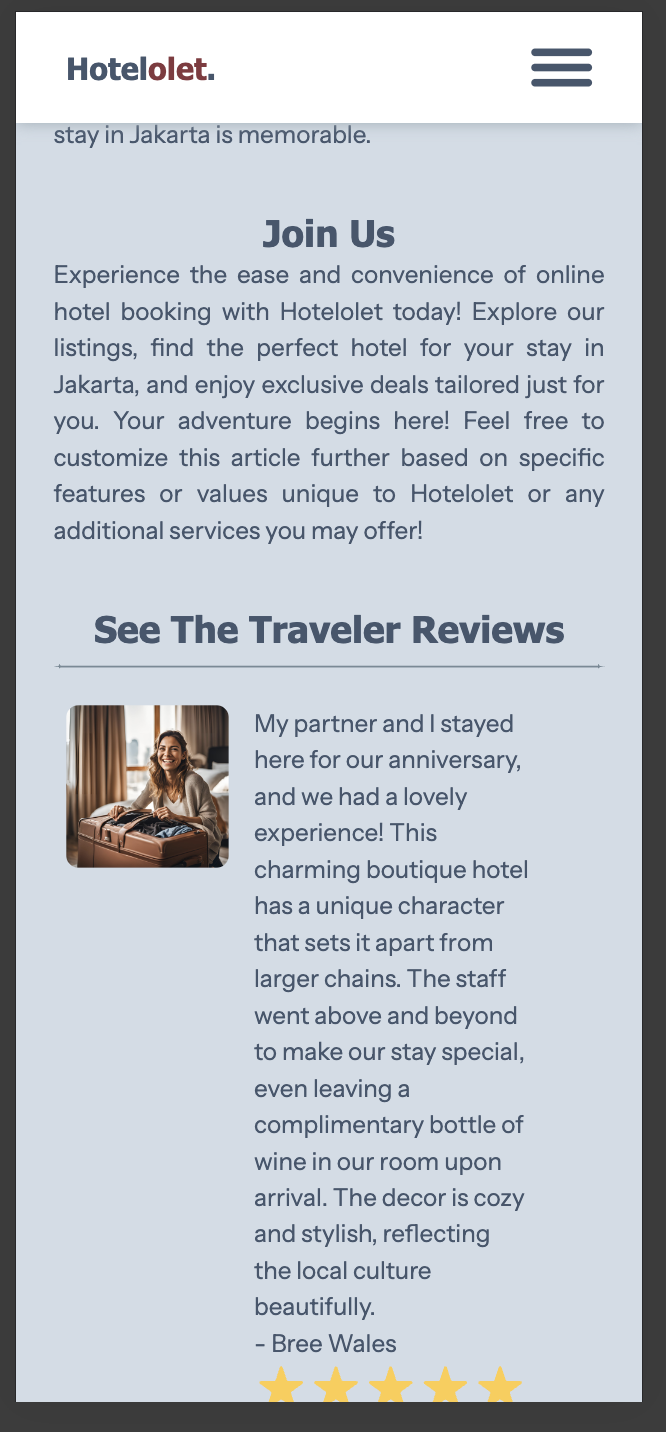 Hotelolet.
stay in Jakarta is memorable.
Join Us
Experience the ease and convenience of online
hotel booking with Hotelolet today! Explore our
listings, find the perfect hotel for your stay in
Jakarta, and enjoy exclusive deals tailored just for
you. Your adventure begins here! Feel free to
customize this article further based on specific
features or values unique to Hotelolet or any
additional services you may offer!
See The Traveler Reviews
My partner and I stayed
here for our anniversary,
and we had a lovely
experience! This
charming boutique hotel
has a unique character
that sets it apart from
larger chains. The staff
went above and beyond
to make our stay special,
even leaving a
complimentary bottle of
wine in our room upon
arrival. The decor is cozy
and stylish, reflecting
the local culture
beautifully.
– Bree Wales